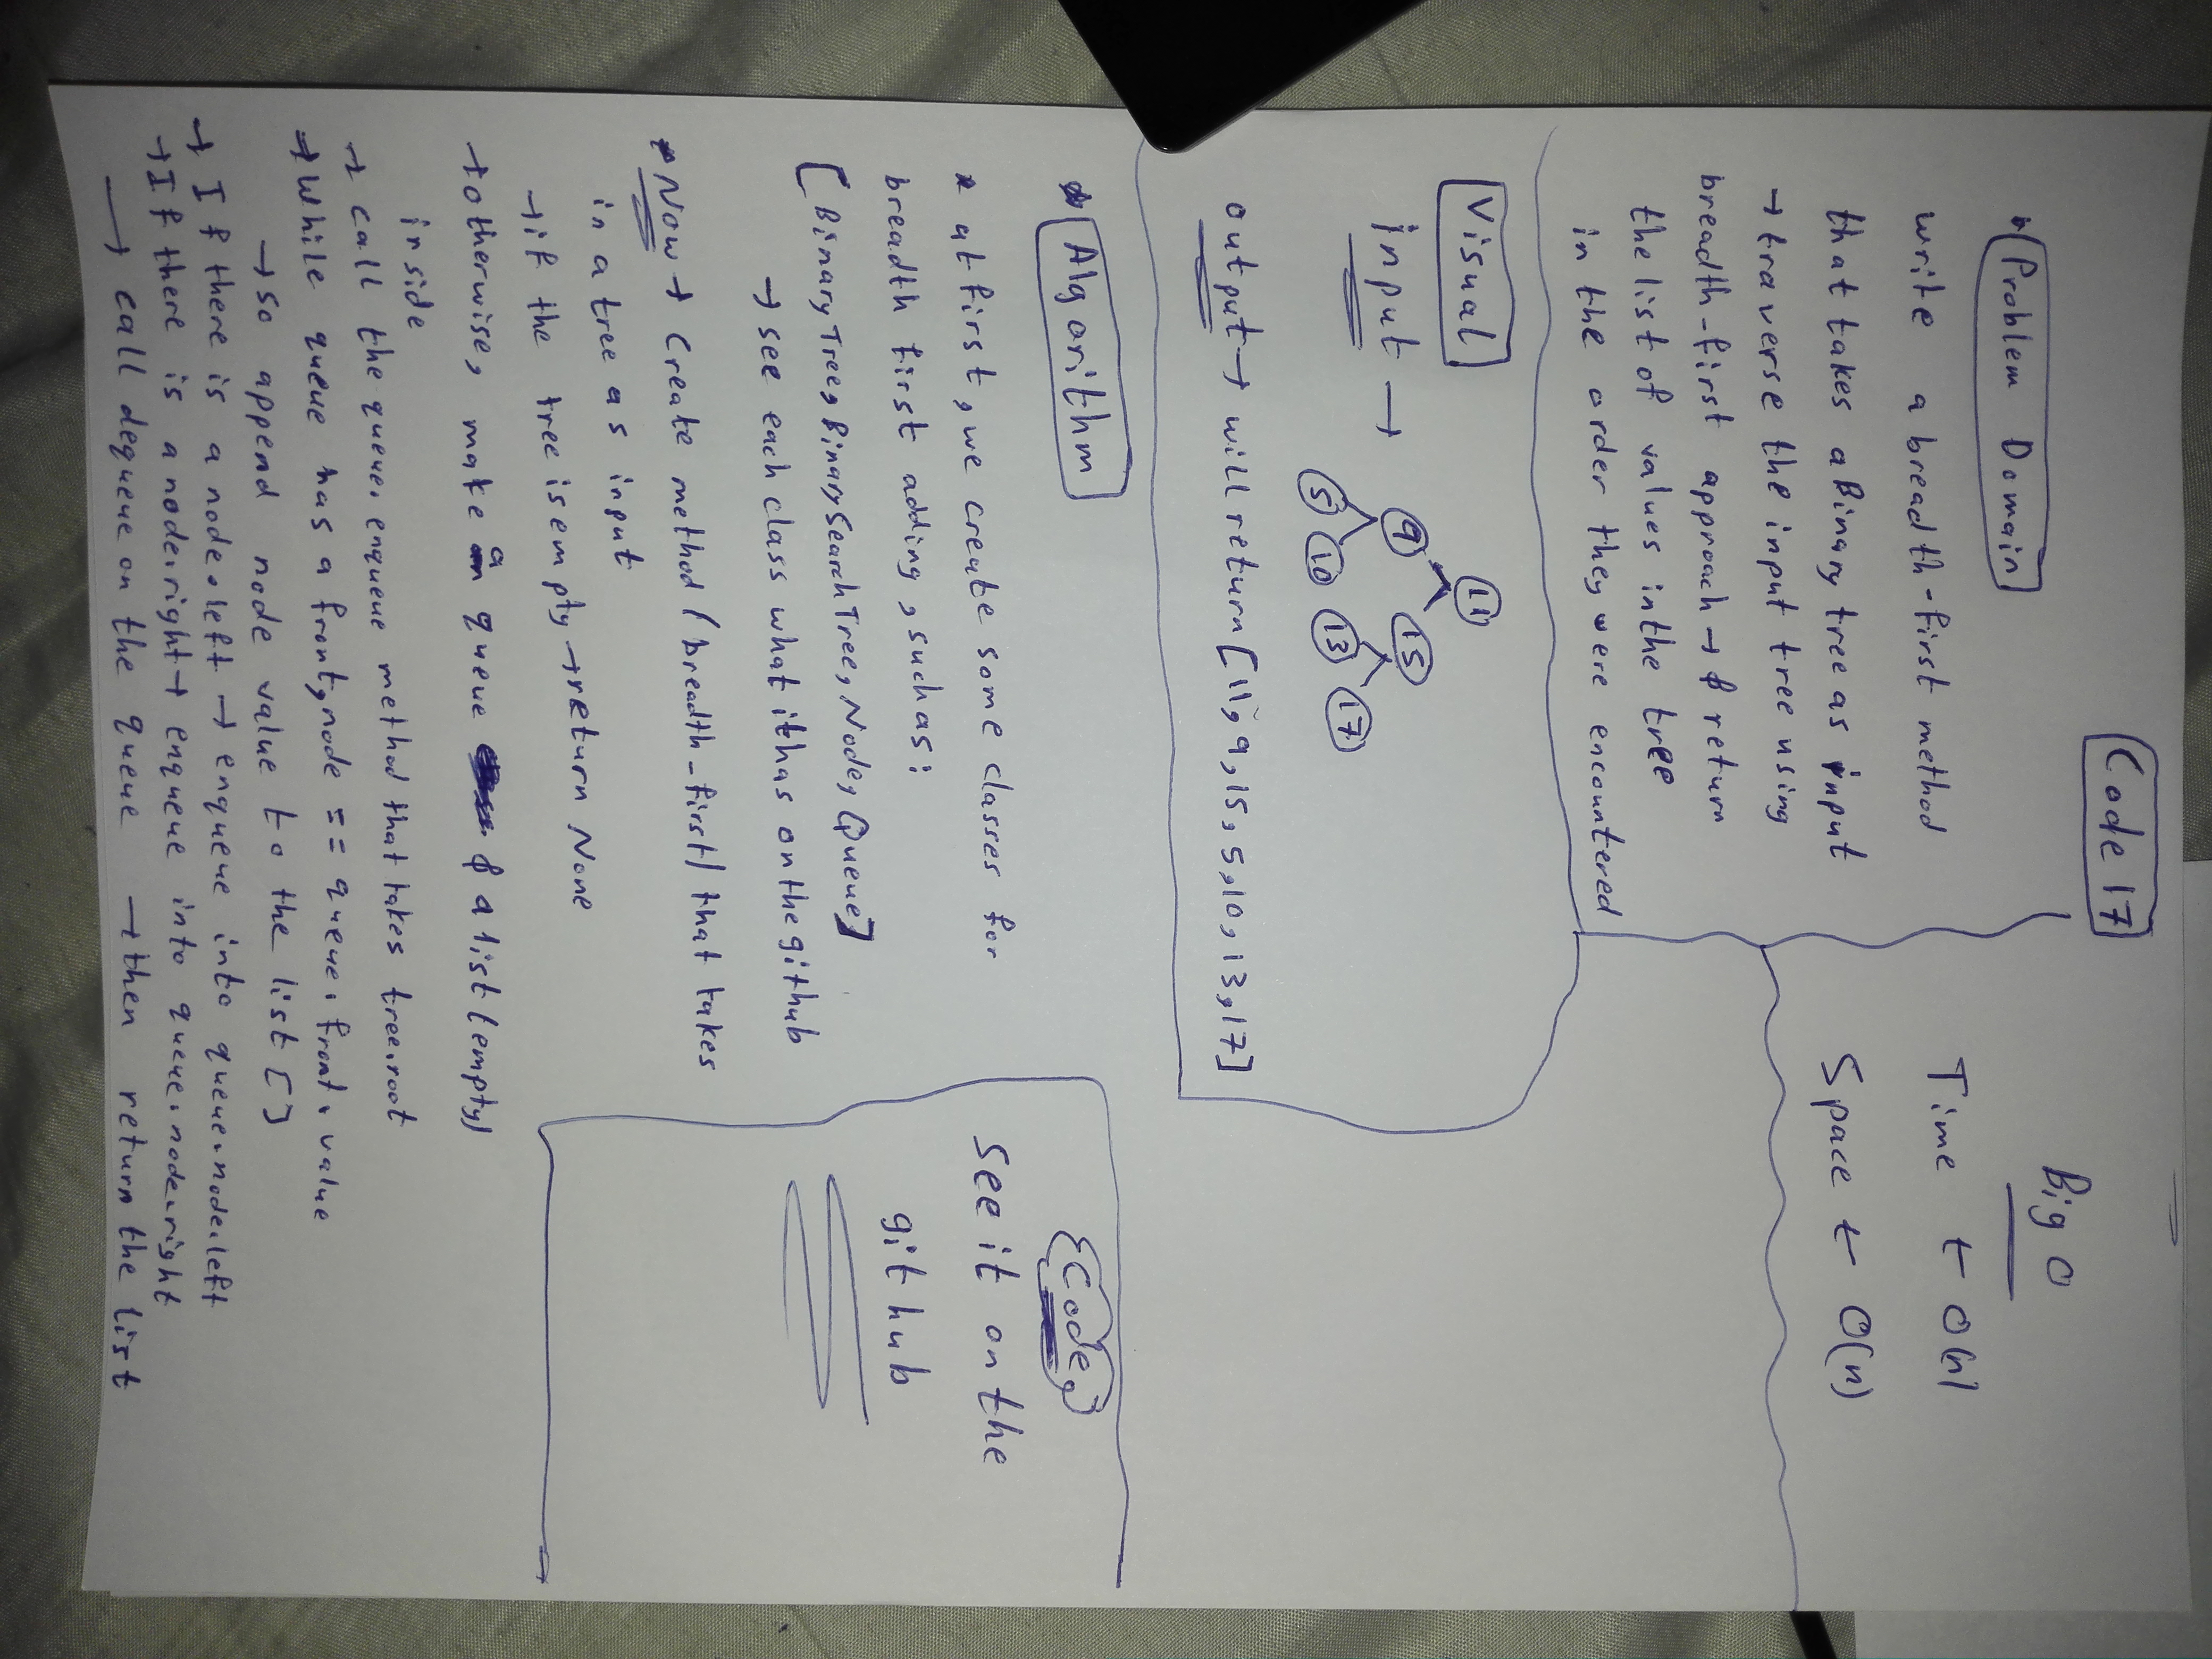 Code 17
Problem Domain
write a breadth-first method
that takes a Binary tree as input
→ traverse the input tree using
breadth-first approach → & return
the list of values in the tree
in the order they were encountered
Big O
Time ← O(n)
Space ← O(n)
Visual
input →
11
9 15
5 10 13 17
output → will return [11, 9, 15, 5, 10, 13, 17]
* Algorithm
* at first, we create some classes for
breadth first adding, such as:
[BinaryTree, BinarySearchTree, Node, Queue]
→ see each class what it has on the github
* Now → Create method (breadth-first) that takes
in a tree as input
→ if the tree is empty → return None
→ otherwise, make a queue & a list (empty)
inside
→ call the queue.enqueue method that takes tree.root
→ while queue has a front, node == queue.front.value
→ so append node value to the list []
→ If there is a node.left → enqueue into queue.node.left
→ If there is a node.right → enqueue into queue.node.right
→ call dequeue on the queue → then return the list
{Code}
see it on the
github